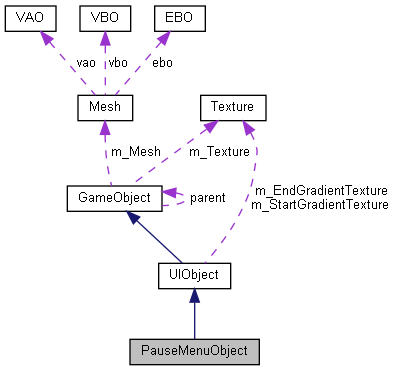 VAO
VBO
EBO
vao
vbo
ebo
Mesh
Texture
m_Mesh
m_Texture
GameObject
parent
m_EndGradientTexture
m_StartGradientTexture
UIObject
PauseMenuObject